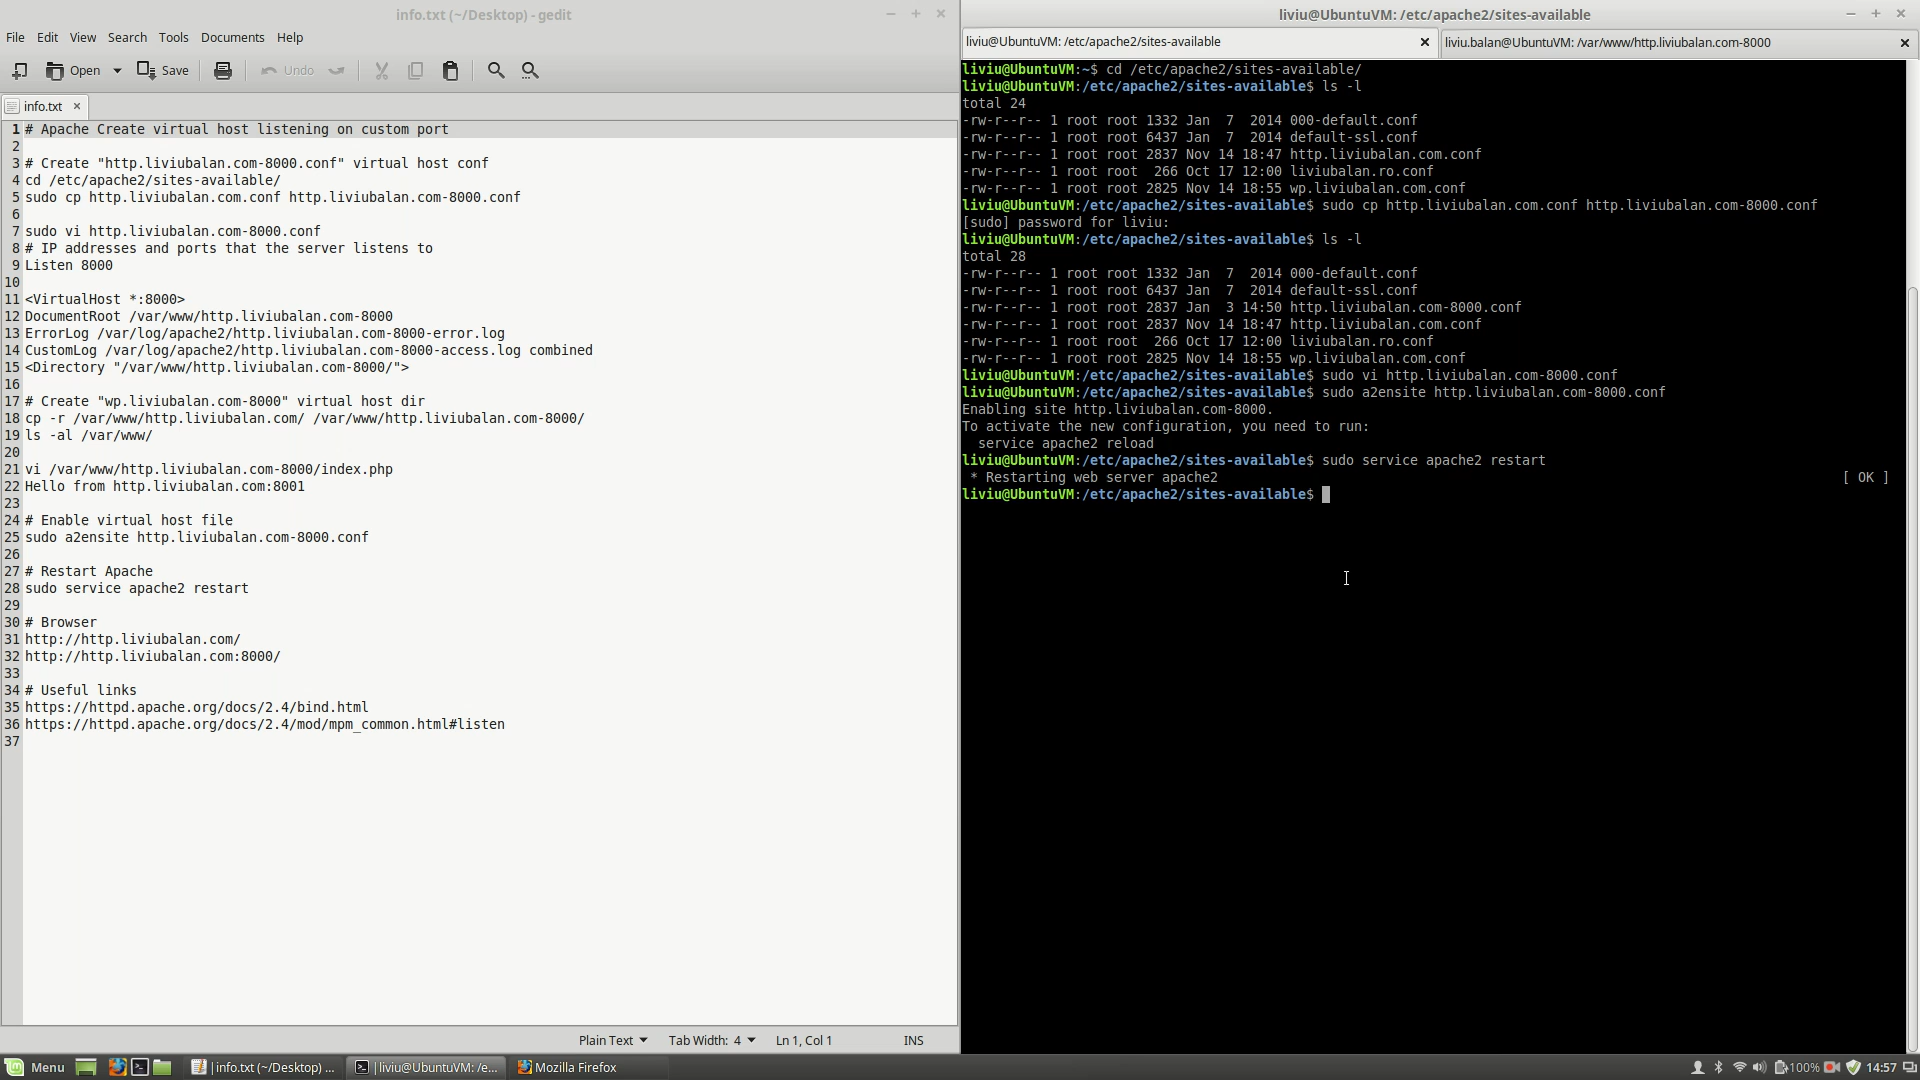 info.txt (~/Desktop) - gedit
File Edit View Search Tools Documents Help
Open Save Undo
info.txt
1 # Apache Create virtual host listening on custom port
2
3 # Create "http.liviubalan.com-8000.conf" virtual host conf
4 cd /etc/apache2/sites-available/
5 sudo cp http.liviubalan.com.conf http.liviubalan.com-8000.conf
6
7 sudo vi http.liviubalan.com-8000.conf
8 # IP addresses and ports that the server listens to
9 Listen 8000
10
11 <VirtualHost *:8000>
12 DocumentRoot /var/www/http.liviubalan.com-8000
13 ErrorLog /var/log/apache2/http.liviubalan.com-8000-error.log
14 CustomLog /var/log/apache2/http.liviubalan.com-8000-access.log combined
15 <Directory "/var/www/http.liviubalan.com-8000/">
16
17 # Create "wp.liviubalan.com-8000" virtual host dir
18 cp -r /var/www/http.liviubalan.com/ /var/www/http.liviubalan.com-8000/
19 ls -al /var/www/
20
21 vi /var/www/http.liviubalan.com-8000/index.php
22 Hello from http.liviubalan.com:8001
23
24 # Enable virtual host file
25 sudo a2ensite http.liviubalan.com-8000.conf
26
27 # Restart Apache
28 sudo service apache2 restart
29
30 # Browser
31 http://http.liviubalan.com/
32 http://http.liviubalan.com:8000/
33
34 # Useful links
35 https://httpd.apache.org/docs/2.4/bind.html
36 https://httpd.apache.org/docs/2.4/mod/mpm_common.html#listen
37
Plain Text Tab Width: 4 Ln 1, Col 1 INS
liviu@UbuntuVM: /etc/apache2/sites-available
liviu@UbuntuVM: /etc/apache2/sites-available liviu.balan@UbuntuVM: /var/www/http.liviubalan.com-8000
liviu@UbuntuVM:~$ cd /etc/apache2/sites-available/
liviu@UbuntuVM:/etc/apache2/sites-available$ ls -l
total 24
-rw-r--r-- 1 root root 1332 Jan  7  2014 000-default.conf
-rw-r--r-- 1 root root 6437 Jan  7  2014 default-ssl.conf
-rw-r--r-- 1 root root 2837 Nov 14 18:47 http.liviubalan.com.conf
-rw-r--r-- 1 root root  266 Oct 17 12:00 liviubalan.ro.conf
-rw-r--r-- 1 root root 2825 Nov 14 18:55 wp.liviubalan.com.conf
liviu@UbuntuVM:/etc/apache2/sites-available$ sudo cp http.liviubalan.com.conf http.liviubalan.com-8000.conf
[sudo] password for liviu:
liviu@UbuntuVM:/etc/apache2/sites-available$ ls -l
total 28
-rw-r--r-- 1 root root 1332 Jan  7  2014 000-default.conf
-rw-r--r-- 1 root root 6437 Jan  7  2014 default-ssl.conf
-rw-r--r-- 1 root root 2837 Jan  3 14:50 http.liviubalan.com-8000.conf
-rw-r--r-- 1 root root 2837 Nov 14 18:47 http.liviubalan.com.conf
-rw-r--r-- 1 root root  266 Oct 17 12:00 liviubalan.ro.conf
-rw-r--r-- 1 root root 2825 Nov 14 18:55 wp.liviubalan.com.conf
liviu@UbuntuVM:/etc/apache2/sites-available$ sudo vi http.liviubalan.com-8000.conf
liviu@UbuntuVM:/etc/apache2/sites-available$ sudo a2ensite http.liviubalan.com-8000.conf
Enabling site http.liviubalan.com-8000.
To activate the new configuration, you need to run:
  service apache2 reload
liviu@UbuntuVM:/etc/apache2/sites-available$ sudo service apache2 restart
 * Restarting web server apache2 [ OK ]
liviu@UbuntuVM:/etc/apache2/sites-available$
Menu |info.txt (~/Desktop) ... |liviu@UbuntuVM: /e... Mozilla Firefox 100% 14:57